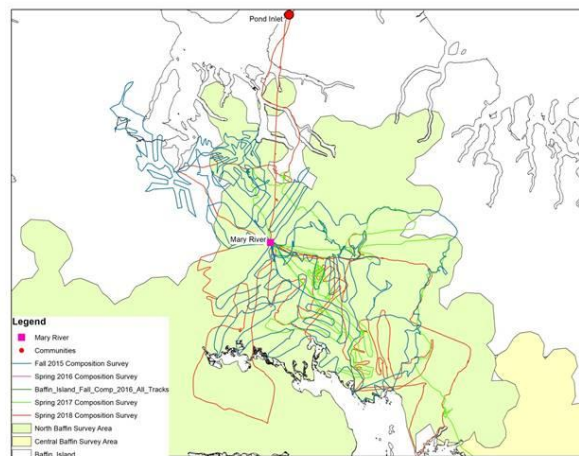 Pond Inlet
Mary River
Legend
Mary River
Communities
Fall 2015 Composition Survey
Spring 2016 Composition Survey
Baffin_Island_Fall_Comp_2016_All_Tracks
Spring 2017 Composition Survey
Spring 2018 Composition Survey
North Baffin Survey Area
Central Baffin Survey Area
Baffin_Island